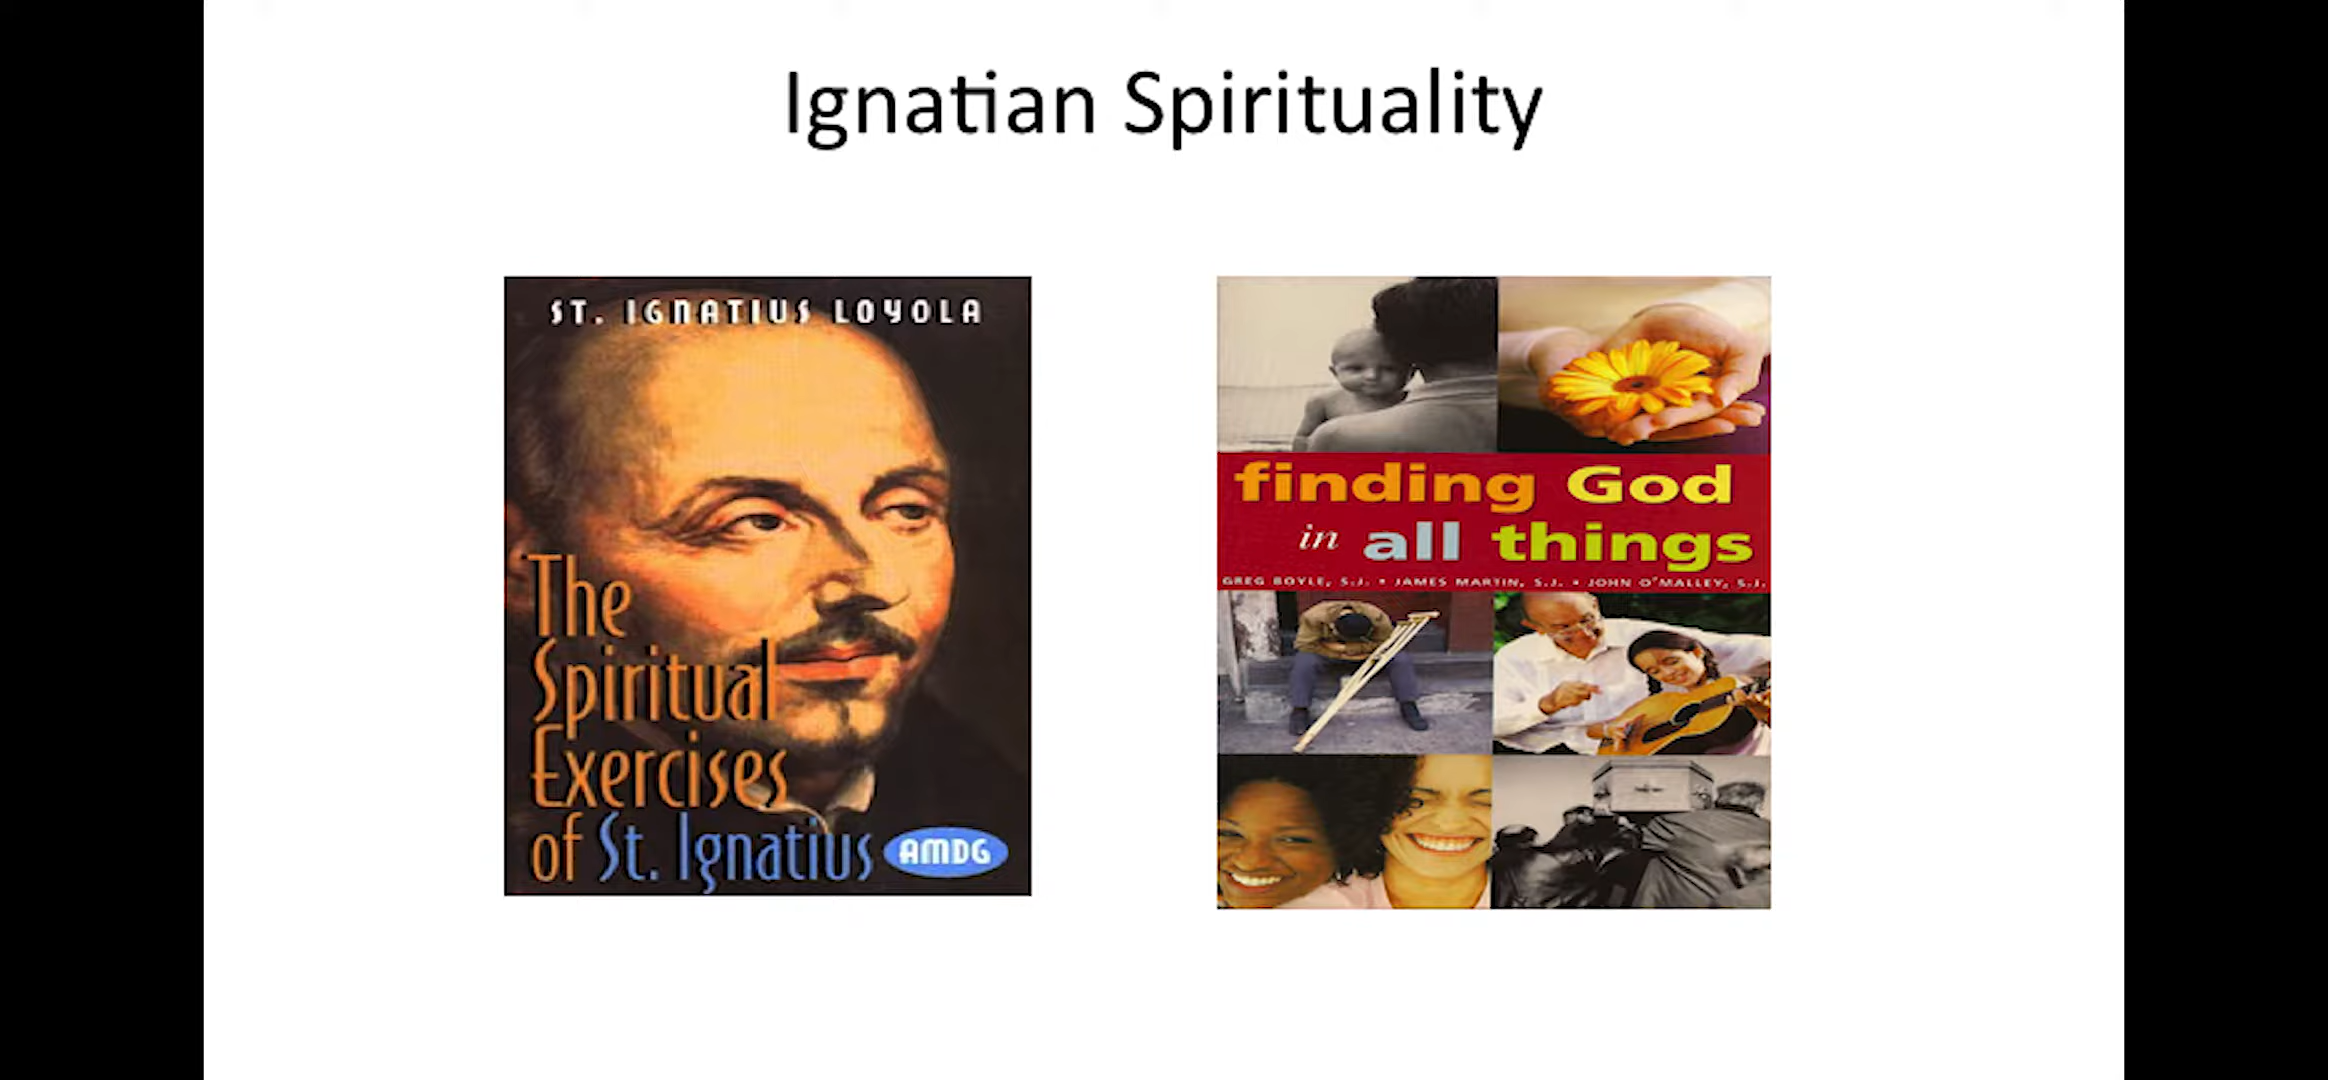 Ignatian Spirituality
ST. IGNATIUS LOYOLA
The
Spiritual
Exercises
of St. Ignatius
AMDG
finding God
in all things
GREG BOYLE, S.J. • JAMES MARTIN, S.J. • JOHN O'MALLEY, S.J.